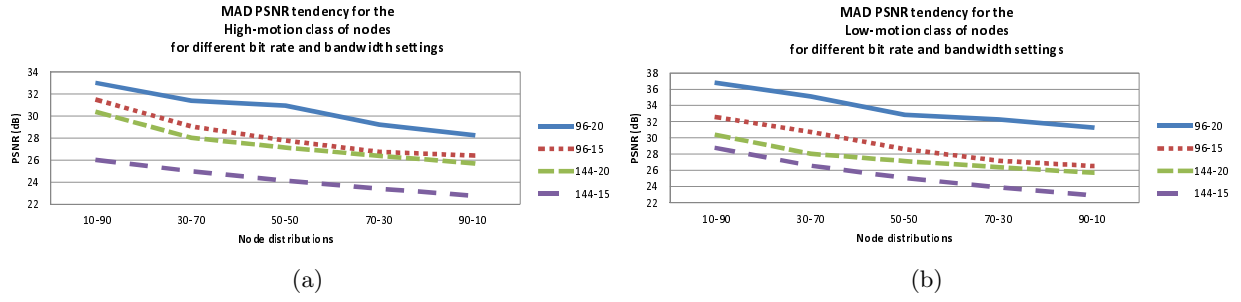 MAD PSNR tendency for the
High-motion class of nodes
for different bit rate and bandwidth settings
34
32
30
28
26
24
22
PSNR (dB)
10-90 30-70 50-50 70-30 90-10
Node distributions
96-20
96-15
144-20
144-15
(a)
MAD PSNR tendency for the
Low-motion class of nodes
for different bit rate and bandwidth settings
38
36
34
32
30
28
26
24
22
PSNR (dB)
10-90 30-70 50-50 70-30 90-10
Node distributions
96-20
96-15
144-20
144-15
(b)